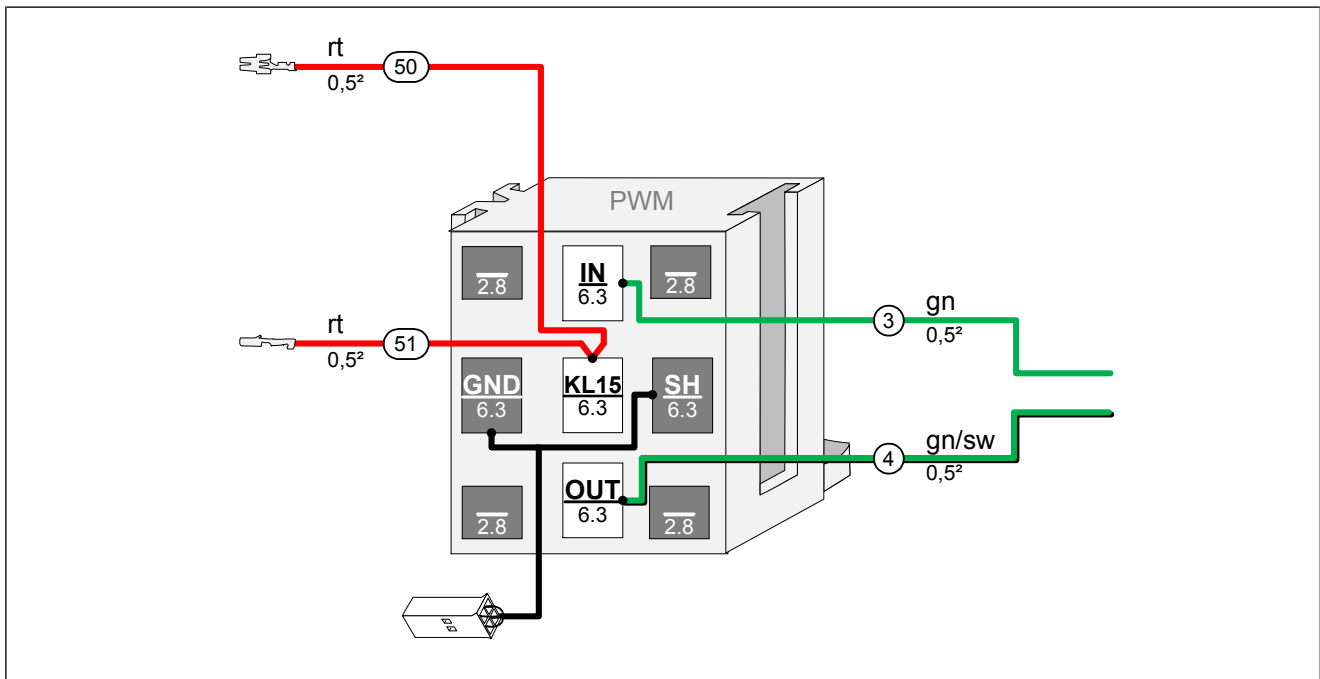 rt
50
0,5²
PWM
2.8
IN
6.3
2.8
gn
3
0,5²
rt
51
0,5²
GND
6.3
KL15
6.3
SH
6.3
gn/sw
4
0,5²
2.8
OUT
6.3
2.8